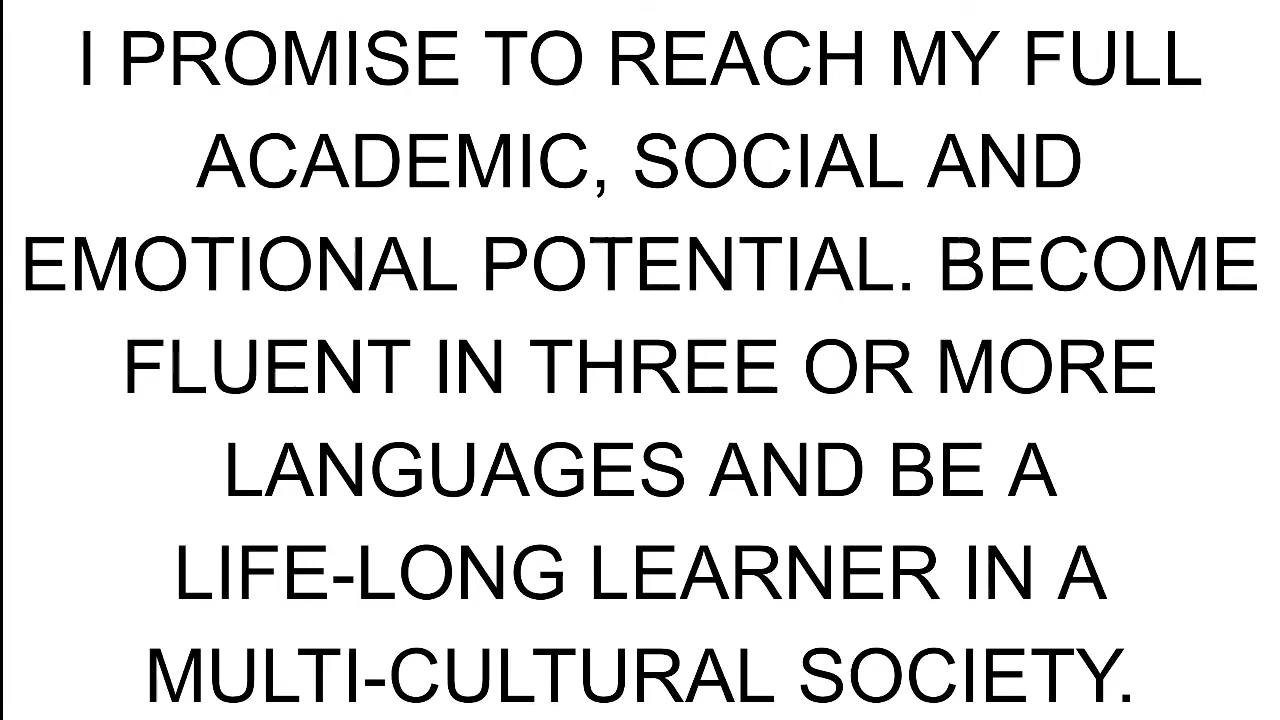 I PROMISE TO REACH MY FULL
ACADEMIC, SOCIAL AND
EMOTIONAL POTENTIAL. BECOME
FLUENT IN THREE OR MORE
LANGUAGES AND BE A
LIFE-LONG LEARNER IN A
MULTI-CULTURAL SOCIETY.